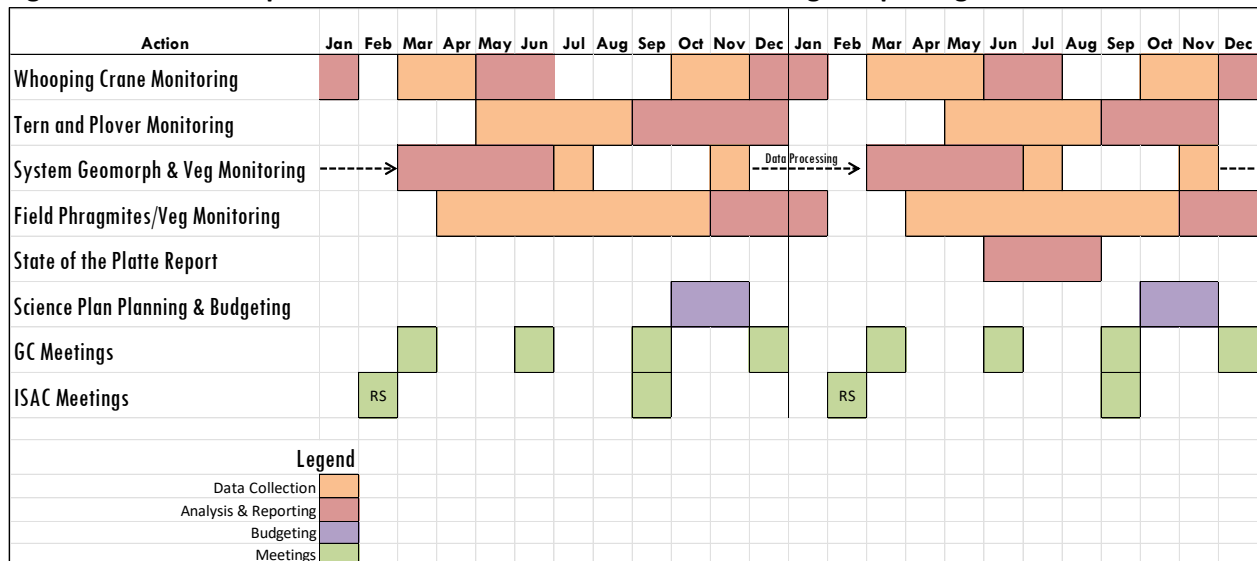 Action Jan Feb Mar Apr May Jun Jul Aug Sep Oct Nov Dec Jan Feb Mar Apr May Jun Jul Aug Sep Oct Nov Dec
Whooping Crane Monitoring
Tern and Plover Monitoring
System Geomorph & Veg Monitoring Data Processing
Field Phragmites/Veg Monitoring
State of the Platte Report
Science Plan Planning & Budgeting
GC Meetings
ISAC Meetings RS RS
Legend
Data Collection
Analysis & Reporting
Budgeting
Meetings